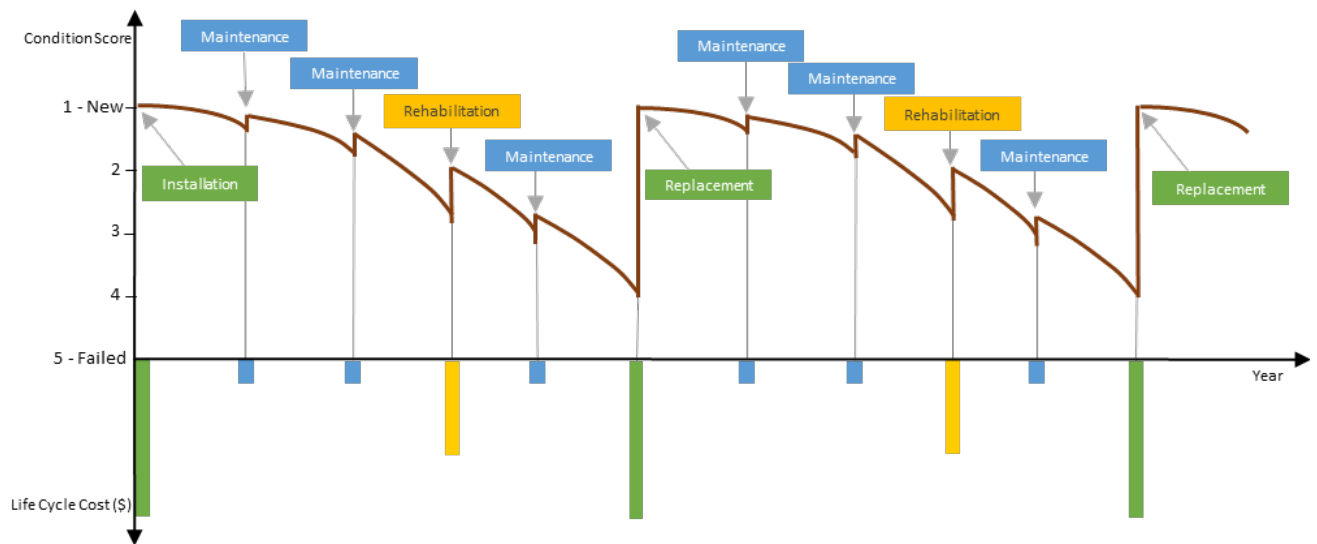 Condition Score
Maintenance
Maintenance
Maintenance
Maintenance
1 - New
Rehabilitation
Rehabilitation
Maintenance
Maintenance
2
Installation
Replacement
Replacement
3
4
5 - Failed
Year
Life Cycle Cost ($)